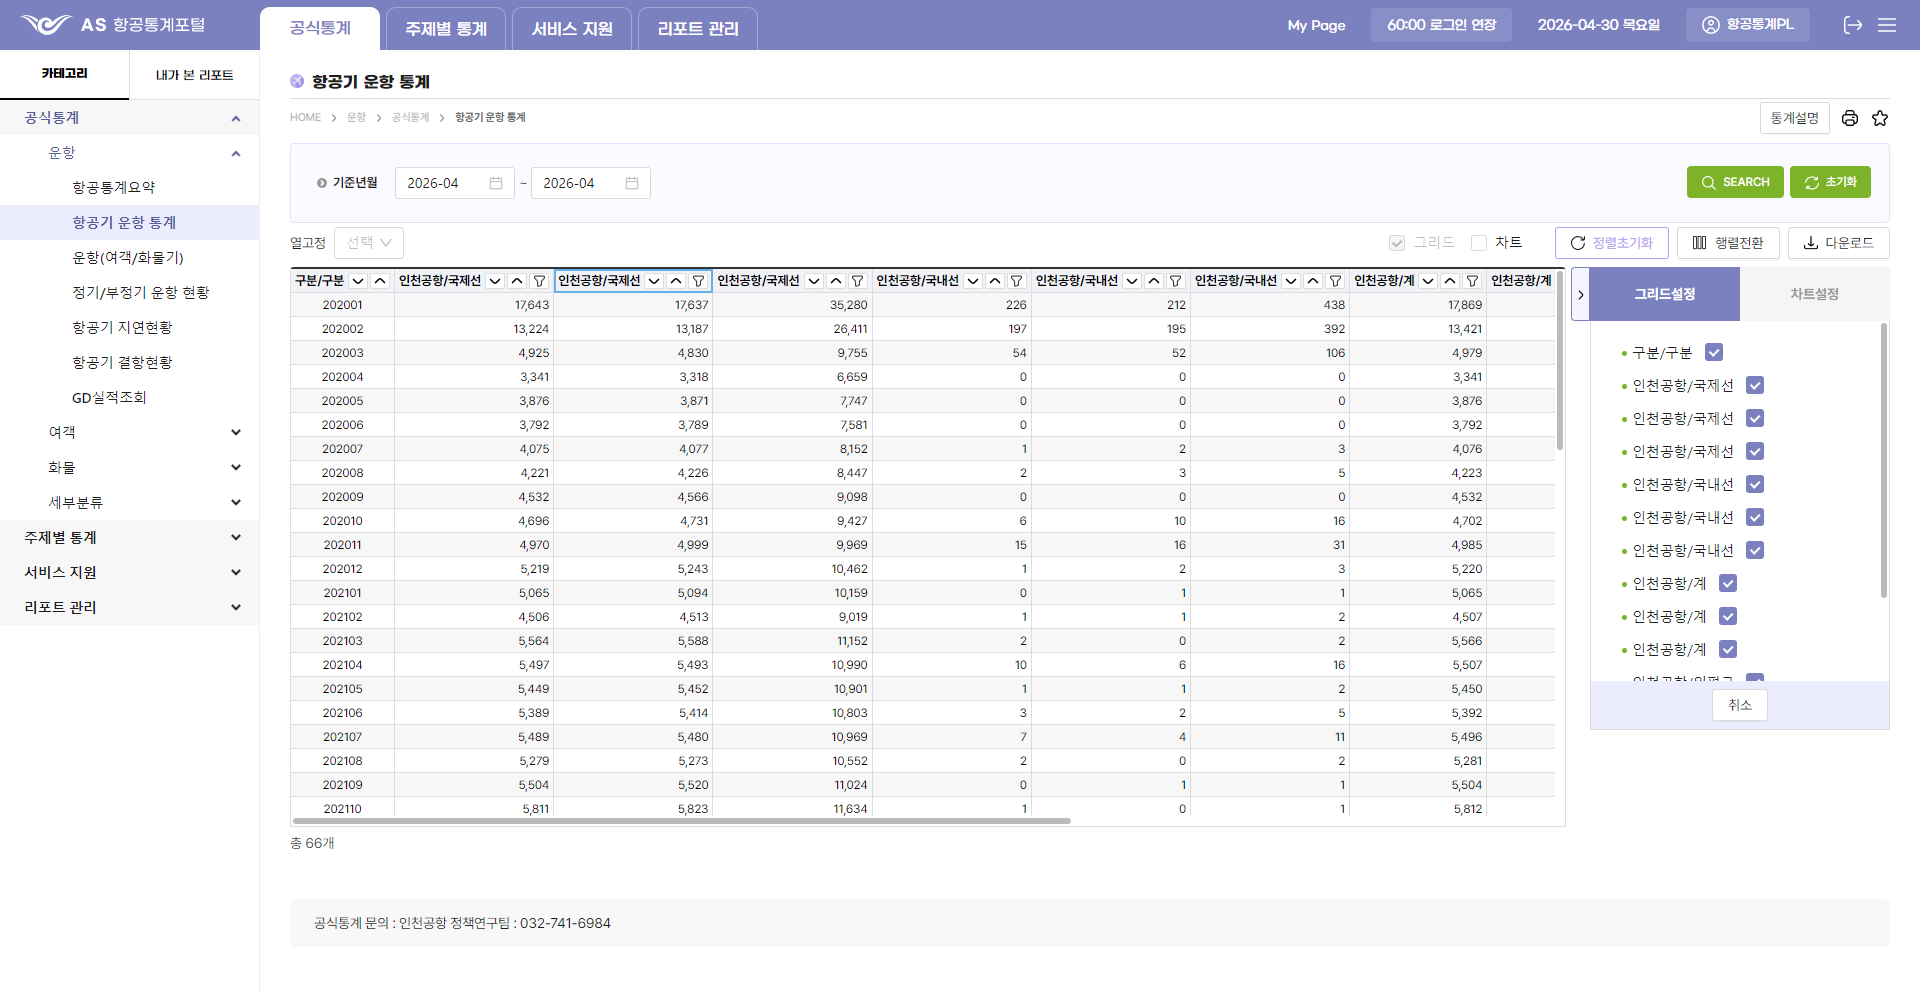 AS 항공통계포털
공식통계 주제별 통계 서비스 지원 리포트 관리
My Page 60:00 로그인 연장 2026-04-30 목요일 항공통계PL
카테고리 내가 본 리포트
공식통계
운항
항공통계요약
항공기 운항 통계
운항(여객/화물기)
정기/부정기 운항 현황
항공기 지연현황
항공기 결항현황
GD실적조회
여객
화물
세부분류
주제별 통계
서비스 지원
리포트 관리
항공기 운항 통계
HOME > 운항 > 공식통계 > 항공기 운항 통계
통계설명
기준년월 2026-04 ~ 2026-04
SEARCH 초기화
열고정 선택
그리드 차트 정렬초기화 행렬전환 다운로드
구분/구분 인천공항/국제선 인천공항/국제선 인천공항/국제선 인천공항/국내선 인천공항/국내선 인천공항/국내선 인천공항/계 인천공항/계
202001 17,643 17,637 35,280 226 212 438 17,869
202002 13,224 13,187 26,411 197 195 392 13,421
202003 4,925 4,830 9,755 54 52 106 4,979
202004 3,341 3,318 6,659 0 0 0 3,341
202005 3,876 3,871 7,747 0 0 0 3,876
202006 3,792 3,789 7,581 0 0 0 3,792
202007 4,075 4,077 8,152 1 2 3 4,076
202008 4,221 4,226 8,447 2 3 5 4,223
202009 4,532 4,566 9,098 0 0 0 4,532
202010 4,696 4,731 9,427 6 10 16 4,702
202011 4,970 4,999 9,969 15 16 31 4,985
202012 5,219 5,243 10,462 1 2 3 5,220
202101 5,065 5,094 10,159 0 1 1 5,065
202102 4,506 4,513 9,019 1 1 2 4,507
202103 5,564 5,588 11,152 2 0 2 5,566
202104 5,497 5,493 10,990 10 6 16 5,507
202105 5,449 5,452 10,901 1 1 2 5,450
202106 5,389 5,414 10,803 3 2 5 5,392
202107 5,489 5,480 10,969 7 4 11 5,496
202108 5,279 5,273 10,552 2 0 2 5,281
202109 5,504 5,520 11,024 0 1 1 5,504
202110 5,811 5,823 11,634 1 0 1 5,812
총 66개
그리드설정 차트설정
구분/구분
인천공항/국제선
인천공항/국제선
인천공항/국제선
인천공항/국내선
인천공항/국내선
인천공항/국내선
인천공항/계
인천공항/계
인천공항/계
취소
공식통계 문의 : 인천공항 정책연구팀 : 032-741-6984